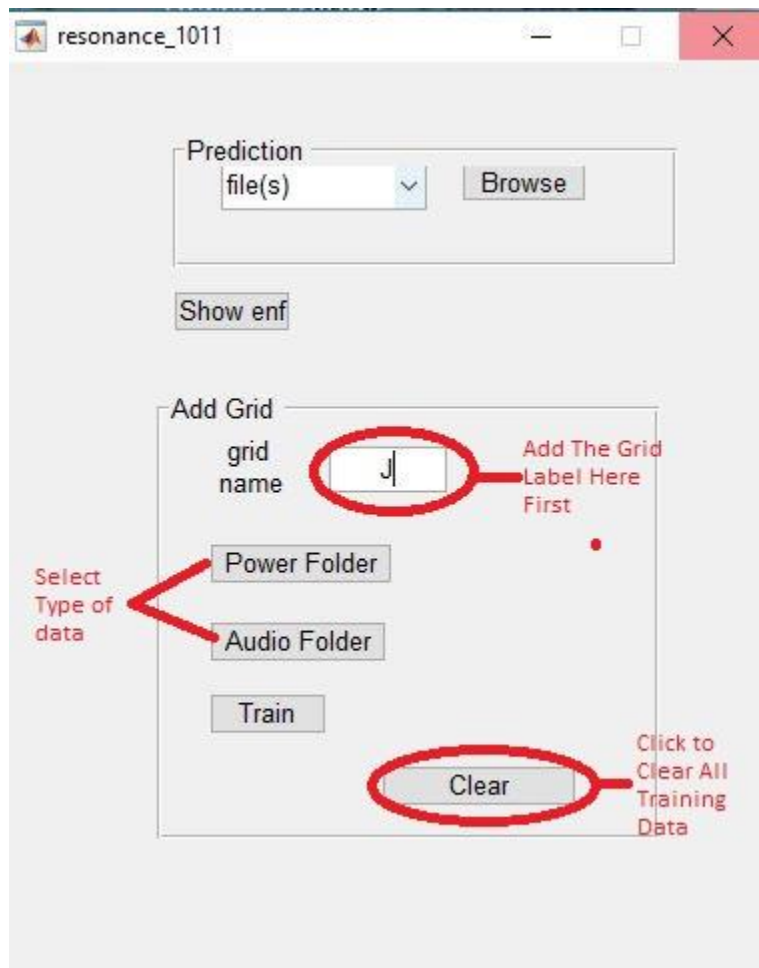 resonance_1011
Prediction
file(s)
Browse
Show enf
Add Grid
grid
name
J
Add The Grid
Label Here
First
Power Folder
Select
Type of
data
Audio Folder
Train
Clear
Click to
Clear All
Training
Data